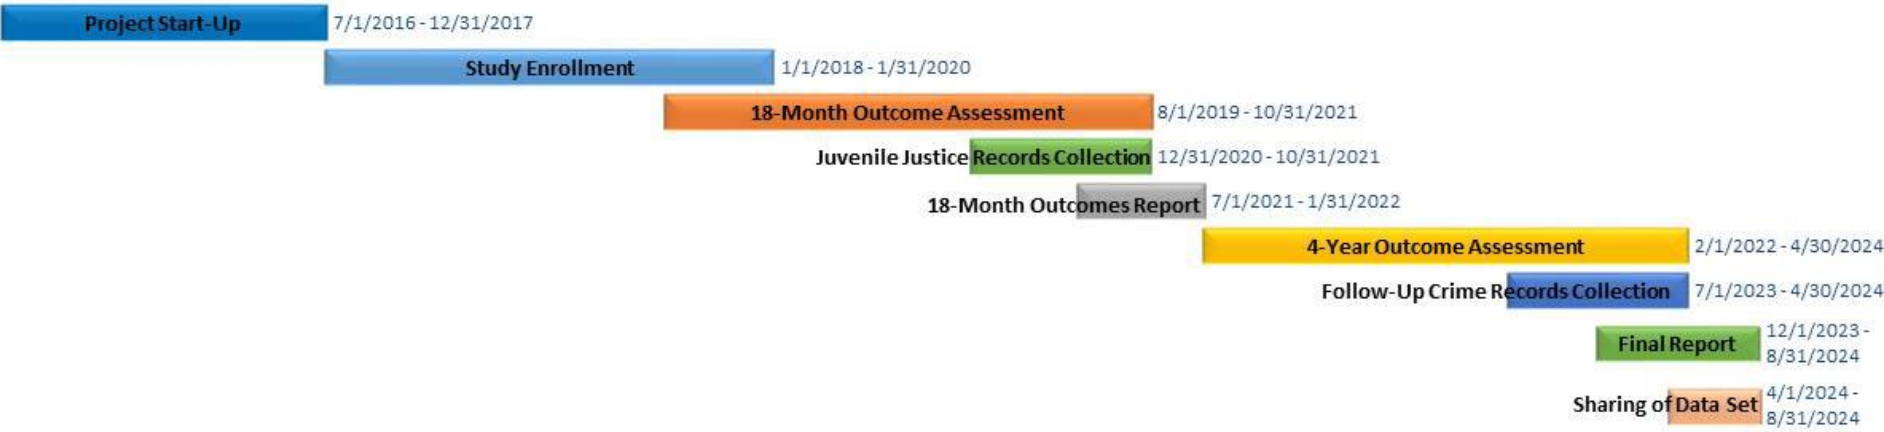 Project Start-Up 7/1/2016 - 12/31/2017
Study Enrollment 1/1/2018 - 1/31/2020
18-Month Outcome Assessment 8/1/2019 - 10/31/2021
Juvenile Justice Records Collection 12/31/2020 - 10/31/2021
18-Month Outcomes Report 7/1/2021 - 1/31/2022
4-Year Outcome Assessment 2/1/2022 - 4/30/2024
Follow-Up Crime Records Collection 7/1/2023 - 4/30/2024
Final Report 12/1/2023 -
8/31/2024
Sharing of Data Set 4/1/2024 -
8/31/2024